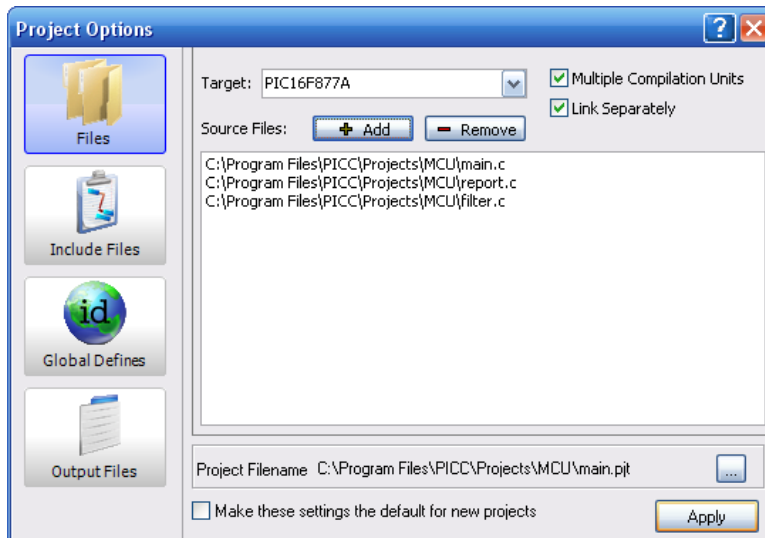 Project Options
Files
Include Files
id
Global Defines
Output Files
Target: PIC16F877A
Multiple Compilation Units
Link Separately
Source Files: Add Remove
C:\Program Files\PICC\Projects\MCU\main.c
C:\Program Files\PICC\Projects\MCU\report.c
C:\Program Files\PICC\Projects\MCU\filter.c
Project Filename C:\Program Files\PICC\Projects\MCU\main.pjt ...
Make these settings the default for new projects
Apply